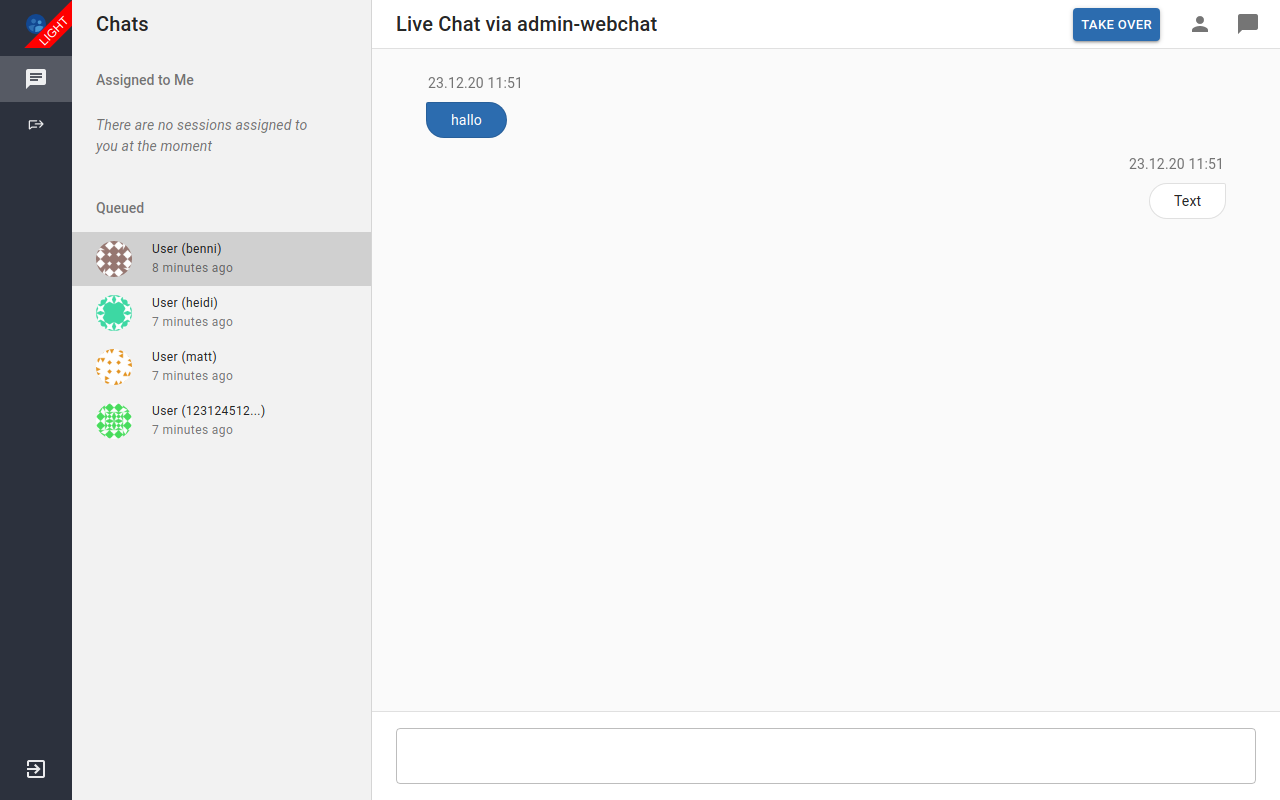 LIGHT
Chats
Assigned to Me
There are no sessions assigned to
you at the moment
Queued
User (benni)
8 minutes ago
User (heidi)
7 minutes ago
User (matt)
7 minutes ago
User (123124512...)
7 minutes ago
Live Chat via admin-webchat
TAKE OVER
23.12.20 11:51
hallo
23.12.20 11:51
Text